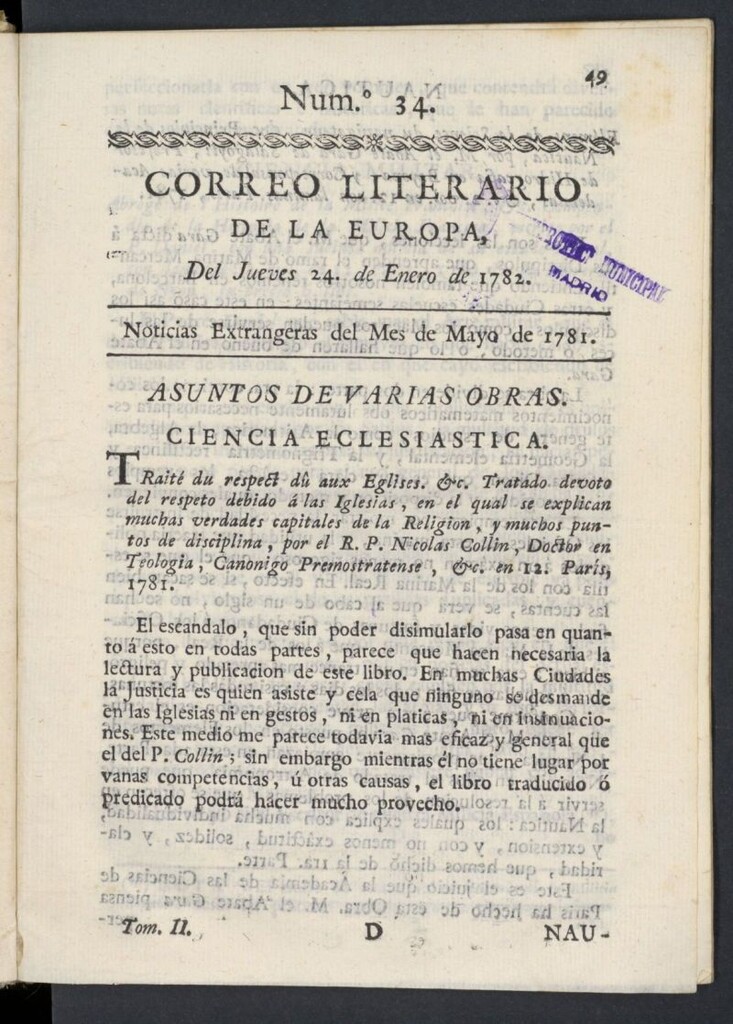 49
Num.º 34.
CORREO LITERARIO
DE LA EUROPA,
Del Jueves 24. de Enero de 1782.
MUNICIPAL
MADRID
Noticias Extrangeras del Mes de Mayo de 1781.
ASUNTOS DE VARIAS OBRAS.
CIENCIA ECLESIASTICA.
TRaité du respect dû aux Eglises. &c. Tratado devoto
del respeto debido á las Iglesias, en el qual se explican
muchas verdades capitales de la Religion, y muchos pun-
tos de disciplina, por el R. P. Nicolas Collin, Doctor en
Teologia, Canonigo Premostratense, &c. en 12. París,
1781.
El escandalo, que sin poder disimularlo pasa en quan-
to á esto en todas partes, parece que hacen necesaria la
lectura y publicacion de este libro. En muchas Ciudades
la Justicia es quien asiste y cela que ninguno se desmande
en las Iglesias ni en gestos, ni en platicas, ni en insinuacio-
nes. Este medio me parece todavia mas eficaz y general que
el del P. Collin; sin embargo mientras él no tiene lugar por
vanas competencias, ú otras causas, el libro traducido ó
predicado podrá hacer mucho provecho.
Tom. II. D NAU-